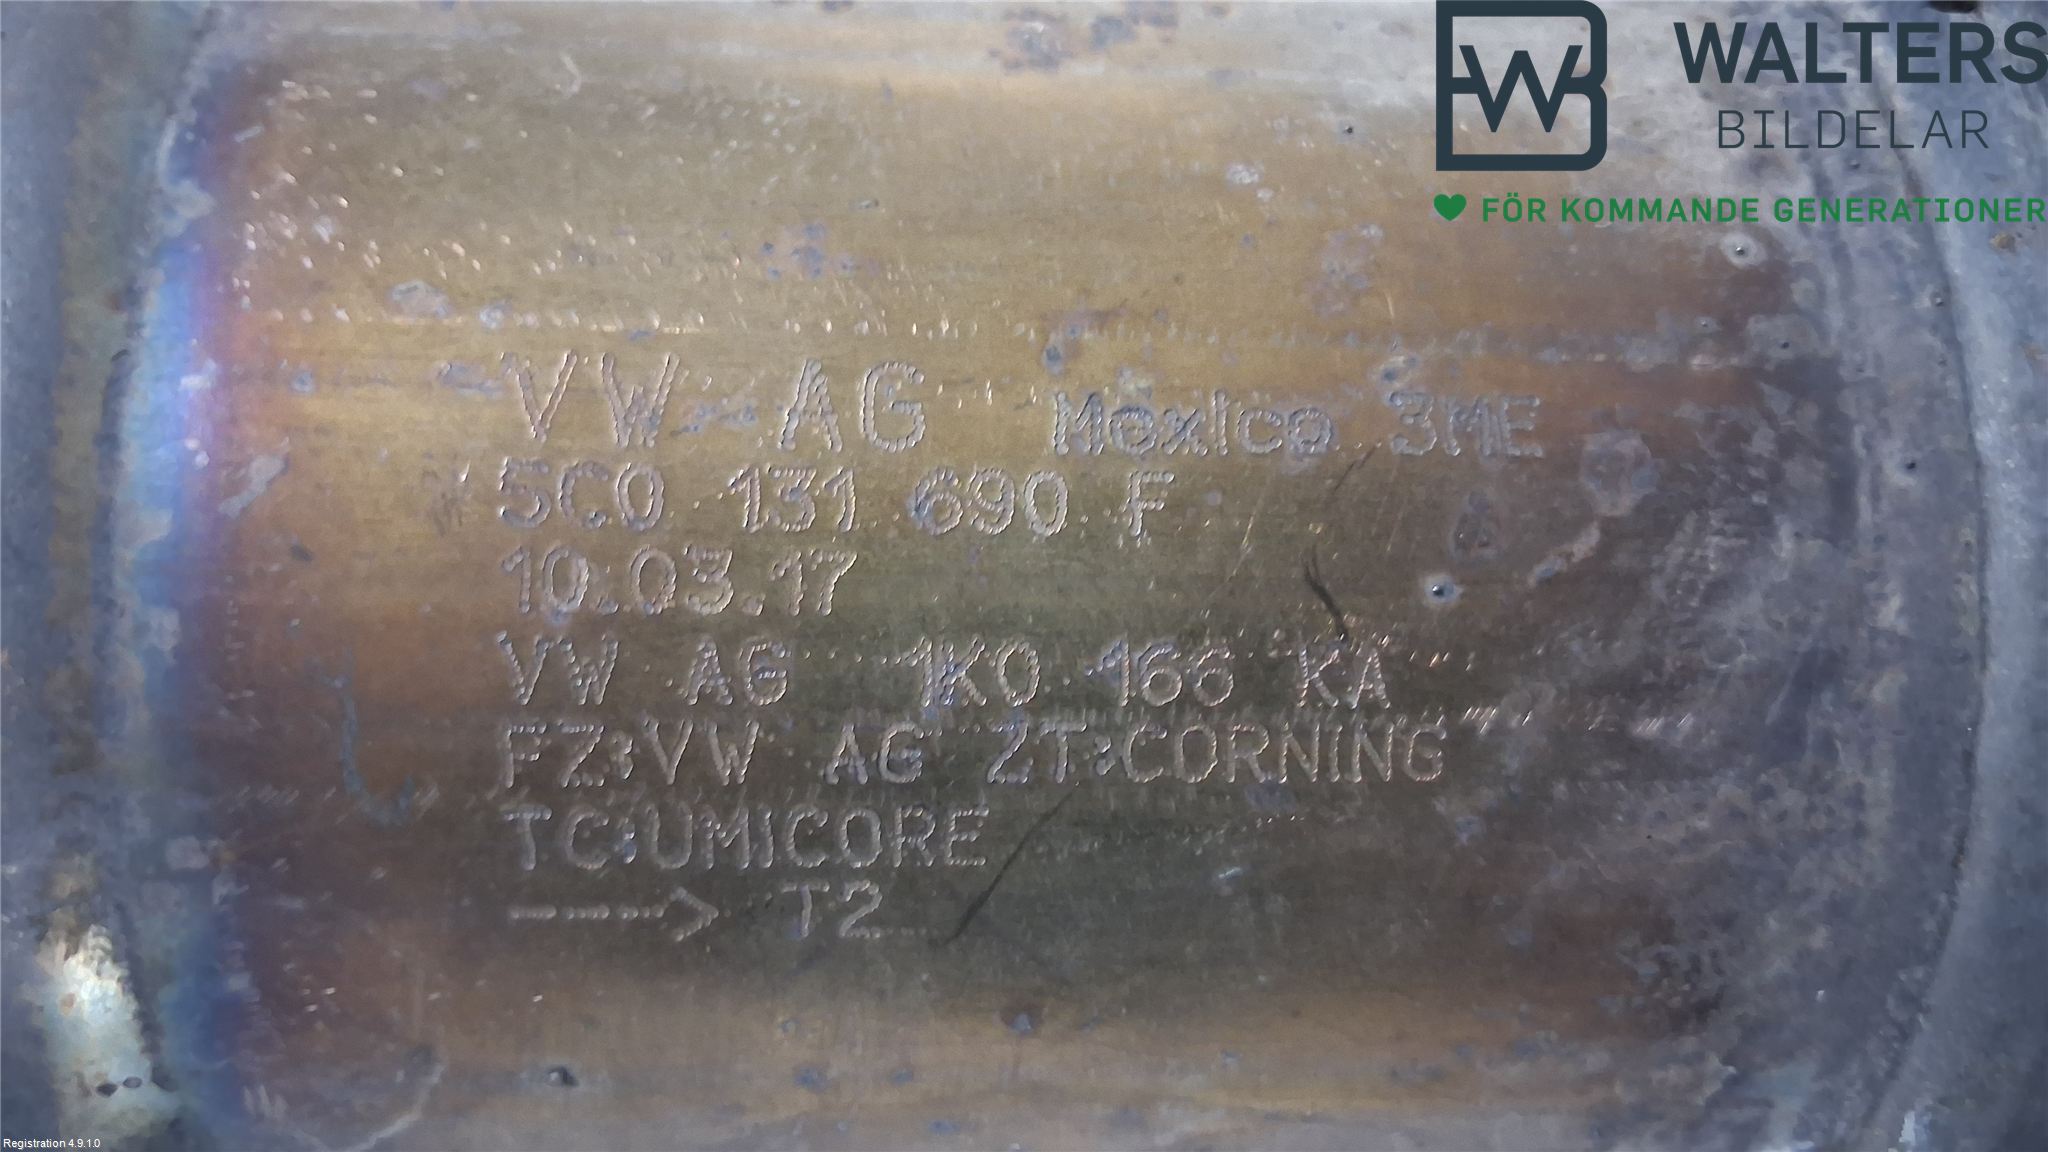 WALTERS
BILDELAR
FÖR KOMMANDE GENERATIONER
VW AG Mexico 3ME
5C0 131 690 F
10.03.17
VW AG 1K0 166 KA
FZ:VW AG ZT:CORNING
TC:UMICORE
----> T2
Registration 4.9.1.0